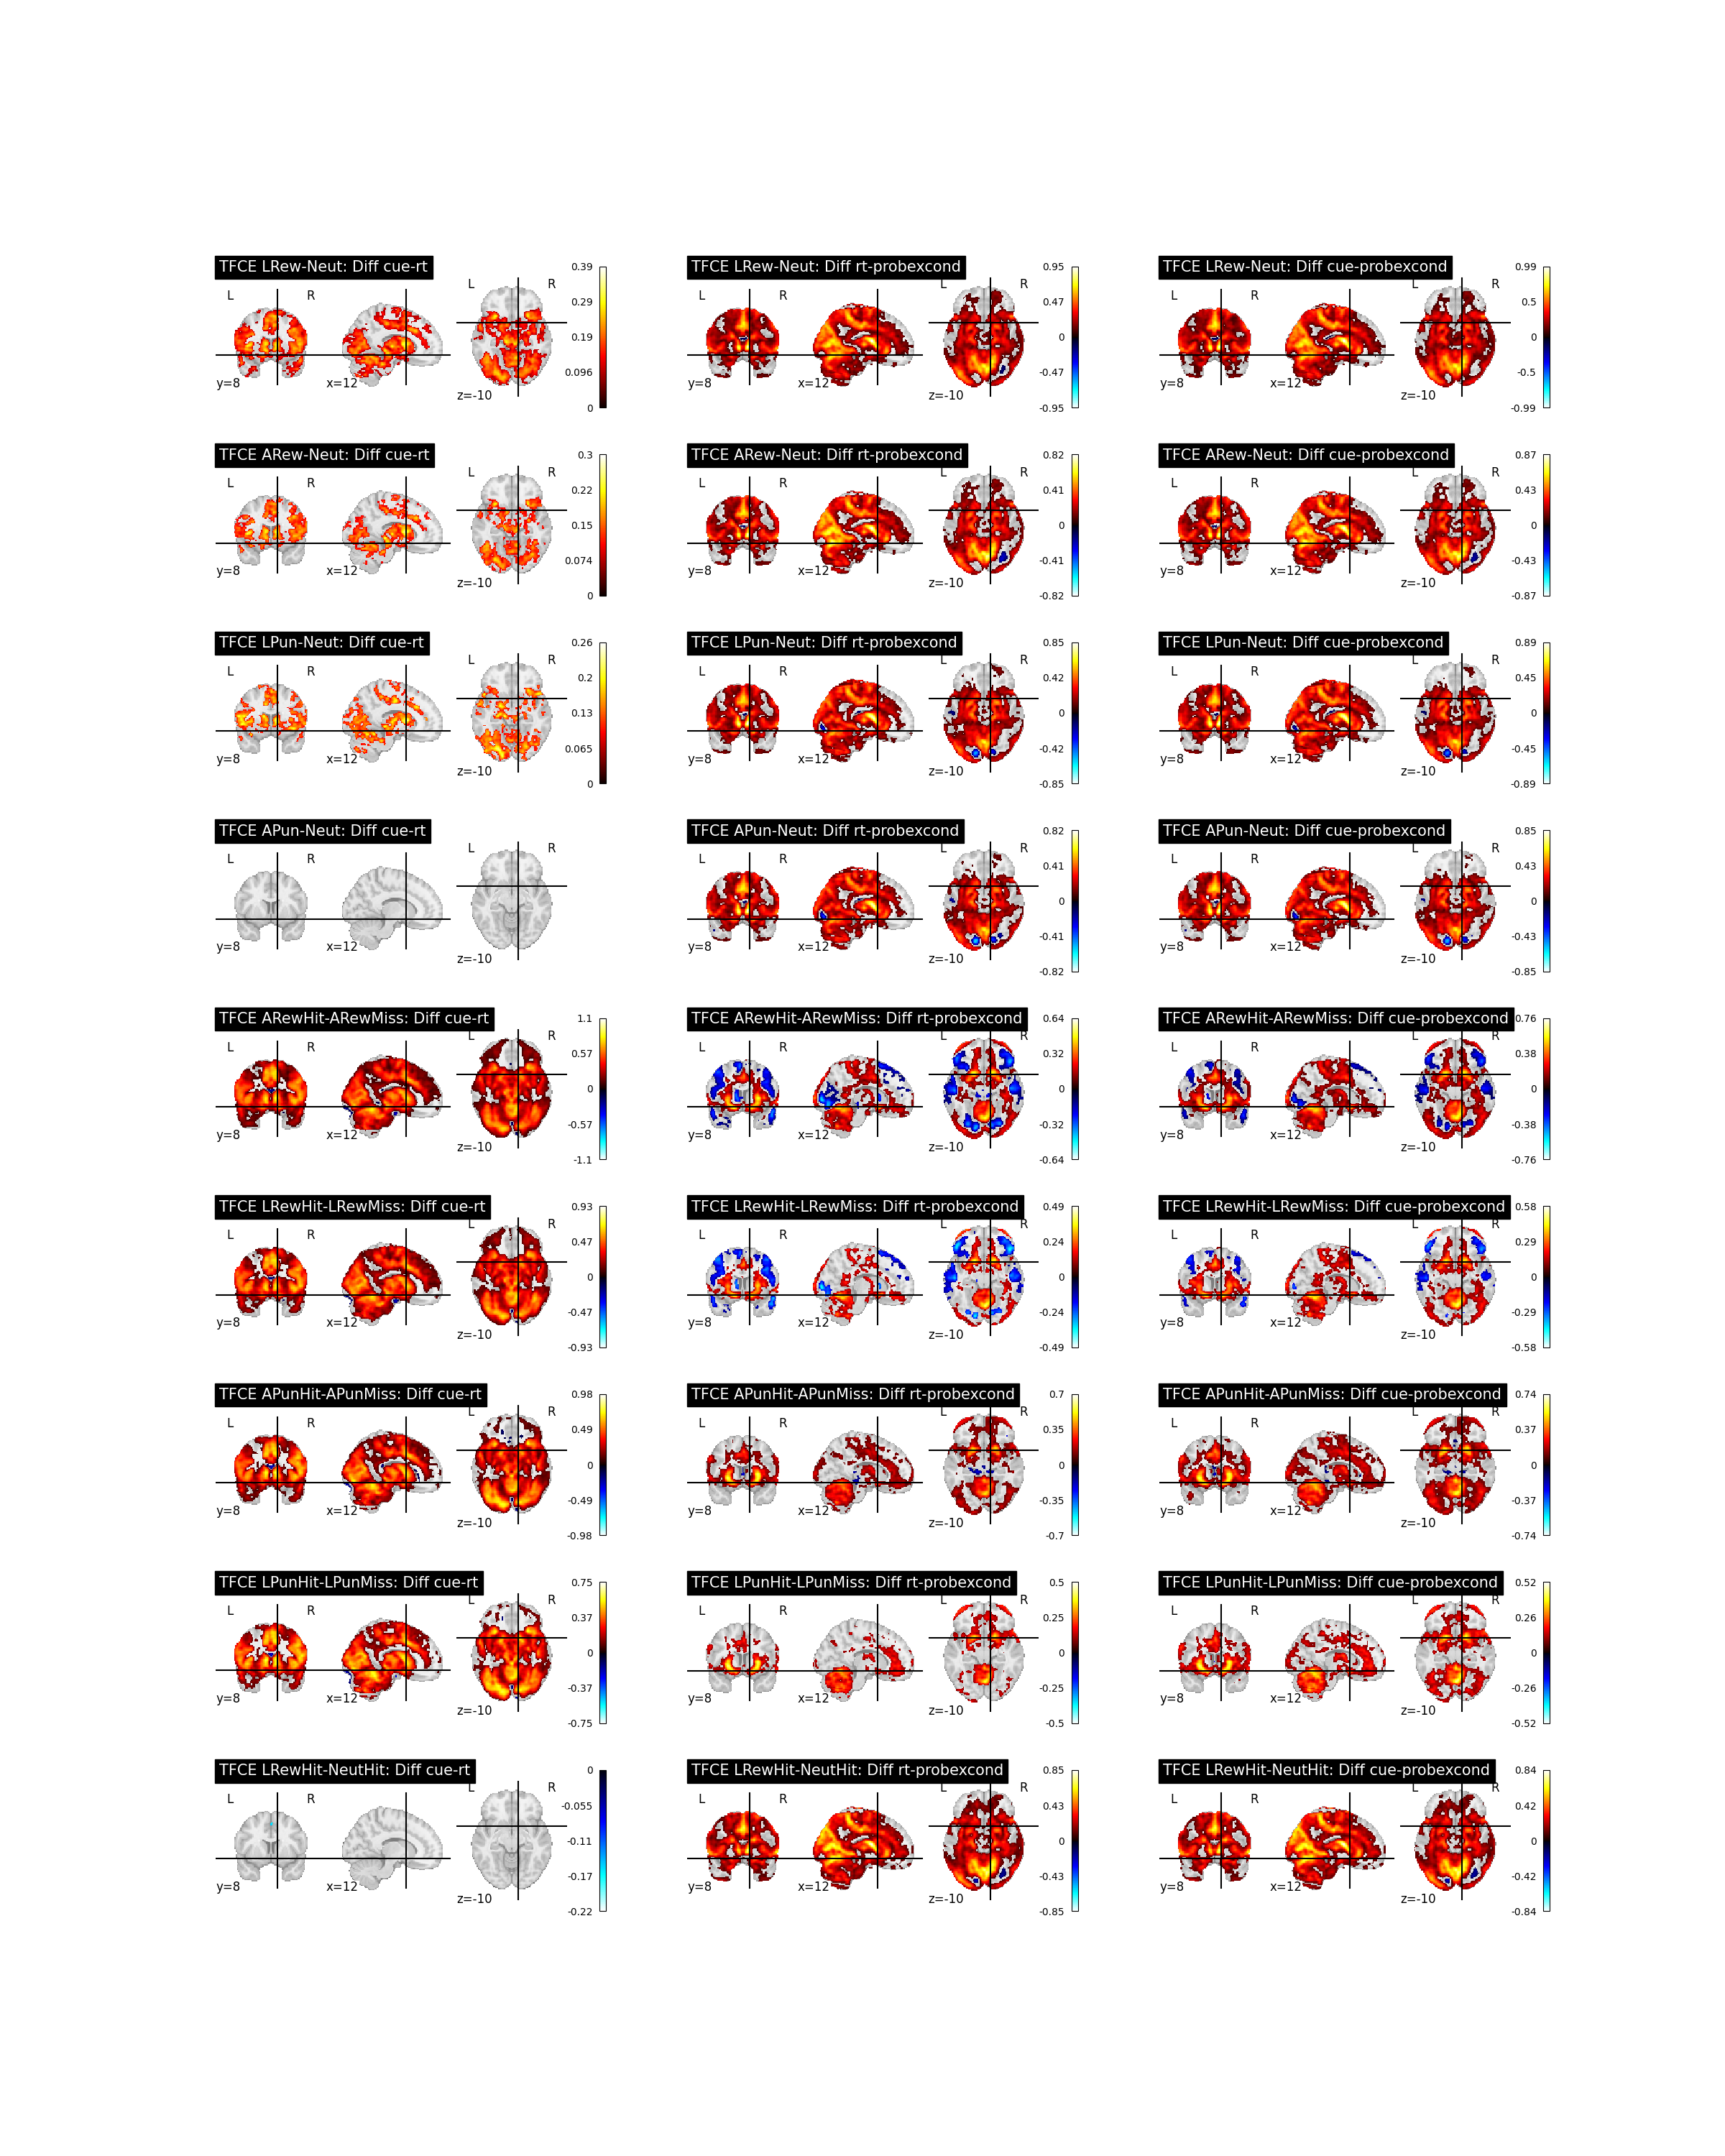 TFCE LRew-Neut: Diff cue-rt
L R L R
y=8 x=12 z=-10
0.39
0.29
0.19
0.096
0
TFCE LRew-Neut: Diff rt-probexcond
L R L R
y=8 x=12 z=-10
0.95
0.47
0
-0.47
-0.95
TFCE LRew-Neut: Diff cue-probexcond
L R L R
y=8 x=12 z=-10
0.99
0.5
0
-0.5
-0.99
TFCE ARew-Neut: Diff cue-rt
L R L R
y=8 x=12 z=-10
0.3
0.22
0.15
0.074
0
TFCE ARew-Neut: Diff rt-probexcond
L R L R
y=8 x=12 z=-10
0.82
0.41
0
-0.41
-0.82
TFCE ARew-Neut: Diff cue-probexcond
L R L R
y=8 x=12 z=-10
0.87
0.43
0
-0.43
-0.87
TFCE LPun-Neut: Diff cue-rt
L R L R
y=8 x=12 z=-10
0.26
0.2
0.13
0.065
0
TFCE LPun-Neut: Diff rt-probexcond
L R L R
y=8 x=12 z=-10
0.85
0.42
0
-0.42
-0.85
TFCE LPun-Neut: Diff cue-probexcond
L R L R
y=8 x=12 z=-10
0.89
0.45
0
-0.45
-0.89
TFCE APun-Neut: Diff cue-rt
L R L R
y=8 x=12 z=-10
TFCE APun-Neut: Diff rt-probexcond
L R L R
y=8 x=12 z=-10
0.82
0.41
0
-0.41
-0.82
TFCE APun-Neut: Diff cue-probexcond
L R L R
y=8 x=12 z=-10
0.85
0.43
0
-0.43
-0.85
TFCE ARewHit-ARewMiss: Diff cue-rt
L R L R
y=8 x=12 z=-10
1.1
0.57
0
-0.57
-1.1
TFCE ARewHit-ARewMiss: Diff rt-probexcond
L R L R
y=8 x=12 z=-10
0.64
0.32
0
-0.32
-0.64
TFCE ARewHit-ARewMiss: Diff cue-probexcond
L R L R
y=8 x=12 z=-10
0.76
0.38
0
-0.38
-0.76
TFCE LRewHit-LRewMiss: Diff cue-rt
L R L R
y=8 x=12 z=-10
0.93
0.47
0
-0.47
-0.93
TFCE LRewHit-LRewMiss: Diff rt-probexcond
L R L R
y=8 x=12 z=-10
0.49
0.24
0
-0.24
-0.49
TFCE LRewHit-LRewMiss: Diff cue-probexcond
L R L R
y=8 x=12 z=-10
0.58
0.29
0
-0.29
-0.58
TFCE APunHit-APunMiss: Diff cue-rt
L R L R
y=8 x=12 z=-10
0.98
0.49
0
-0.49
-0.98
TFCE APunHit-APunMiss: Diff rt-probexcond
L R L R
y=8 x=12 z=-10
0.7
0.35
0
-0.35
-0.7
TFCE APunHit-APunMiss: Diff cue-probexcond
L R L R
y=8 x=12 z=-10
0.74
0.37
0
-0.37
-0.74
TFCE LPunHit-LPunMiss: Diff cue-rt
L R L R
y=8 x=12 z=-10
0.75
0.37
0
-0.37
-0.75
TFCE LPunHit-LPunMiss: Diff rt-probexcond
L R L R
y=8 x=12 z=-10
0.5
0.25
0
-0.25
-0.5
TFCE LPunHit-LPunMiss: Diff cue-probexcond
L R L R
y=8 x=12 z=-10
0.52
0.26
0
-0.26
-0.52
TFCE LRewHit-NeutHit: Diff cue-rt
L R L R
y=8 x=12 z=-10
0
-0.055
-0.11
-0.17
-0.22
TFCE LRewHit-NeutHit: Diff rt-probexcond
L R L R
y=8 x=12 z=-10
0.85
0.43
0
-0.43
-0.85
TFCE LRewHit-NeutHit: Diff cue-probexcond
L R L R
y=8 x=12 z=-10
0.84
0.42
0
-0.42
-0.84